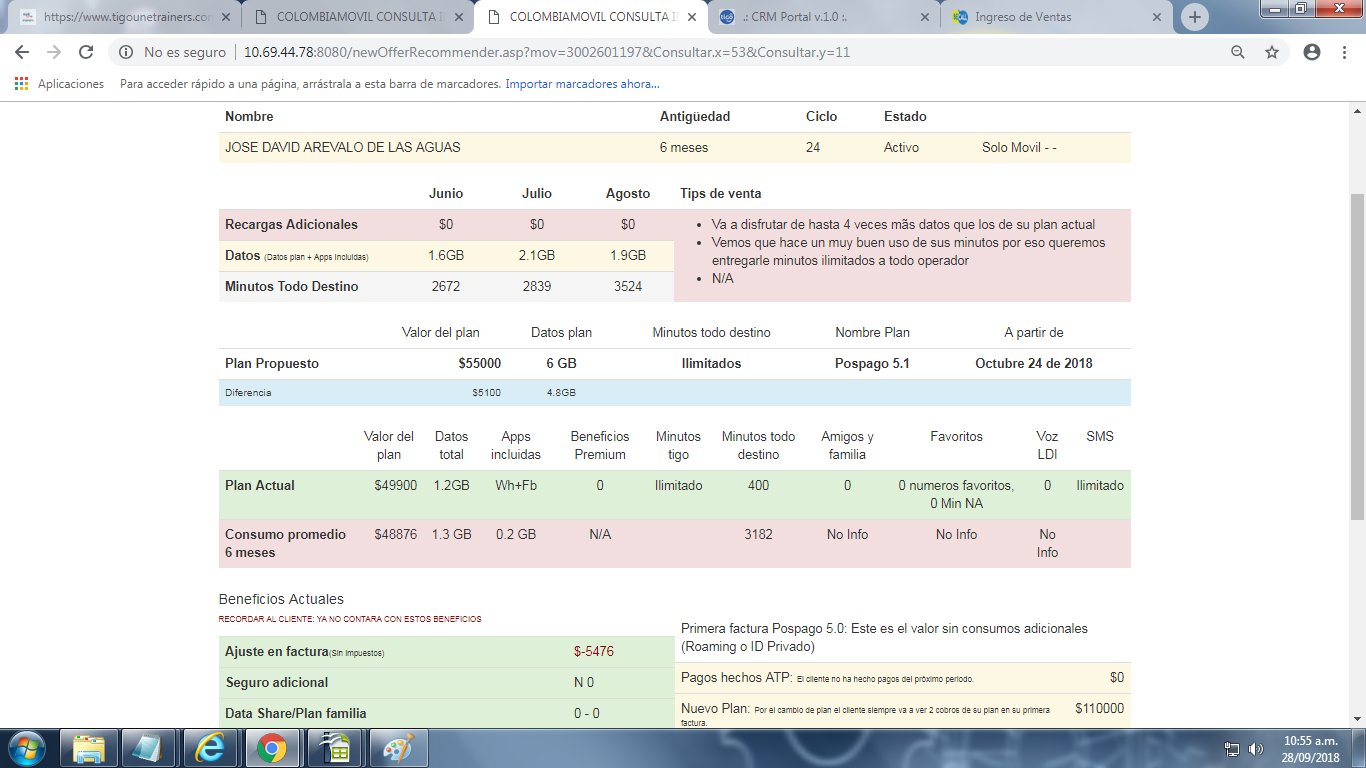 https://www.tigounetrainers.con
COLOMBIAMOVIL CONSULTA I
COLOMBIAMOVIL CONSULTA I
tigo
.: CRM Portal v.1.0 :.
Ingreso de Ventas
No es seguro
10.69.44.78:8080/newOfferRecommender.asp?mov=3002601197&Consultar.x=53&Consultar.y=11
Aplicaciones Para acceder rápido a una página, arrástrala a esta barra de marcadores. Importar marcadores ahora...
Nombre Antigüedad Ciclo Estado
JOSE DAVID AREVALO DE LAS AGUAS 6 meses 24 Activo Solo Movil - -
Junio Julio Agosto Tips de venta
Recargas Adicionales $0 $0 $0
Datos (Datos plan + Apps Incluidas) 1.6GB 2.1GB 1.9GB
Minutos Todo Destino 2672 2839 3524
• Va a disfrutar de hasta 4 veces mãs datos que los de su plan actual
• Vemos que hace un muy buen uso de sus minutos por eso queremos
entregarle minutos ilimitados a todo operador
• N/A
Valor del plan Datos plan Minutos todo destino Nombre Plan A partir de
Plan Propuesto $55000 6 GB Ilimitados Pospago 5.1 Octubre 24 de 2018
Diferencia $5100 4.8GB
Valor del Datos Apps Beneficios Minutos Minutos todo Amigos y Favoritos Voz SMS
plan total incluidas Premium tigo destino familia LDI
Plan Actual $49900 1.2GB Wh+Fb 0 Ilimitado 400 0 0 numeros favoritos, 0 Ilimitado
0 Min NA
Consumo promedio $48876 1.3 GB 0.2 GB N/A 3182 No Info No Info No
6 meses Info
Beneficios Actuales
RECORDAR AL CLIENTE: YA NO CONTARA CON ESTOS BENEFICIOS
Ajuste en factura(Sin Impuestos) $-5476
Seguro adicional N 0
Data Share/Plan familia 0 - 0
Primera factura Pospago 5.0: Este es el valor sin consumos adicionales
(Roaming o ID Privado)
Pagos hechos ATP: El cliente no ha hecho pagos del próximo periodo. $0
Nuevo Plan: Por el cambio de plan el cliente siempre va a ver 2 cobros de su plan en su primera $110000
factura.
10:55 a.m.
28/09/2018